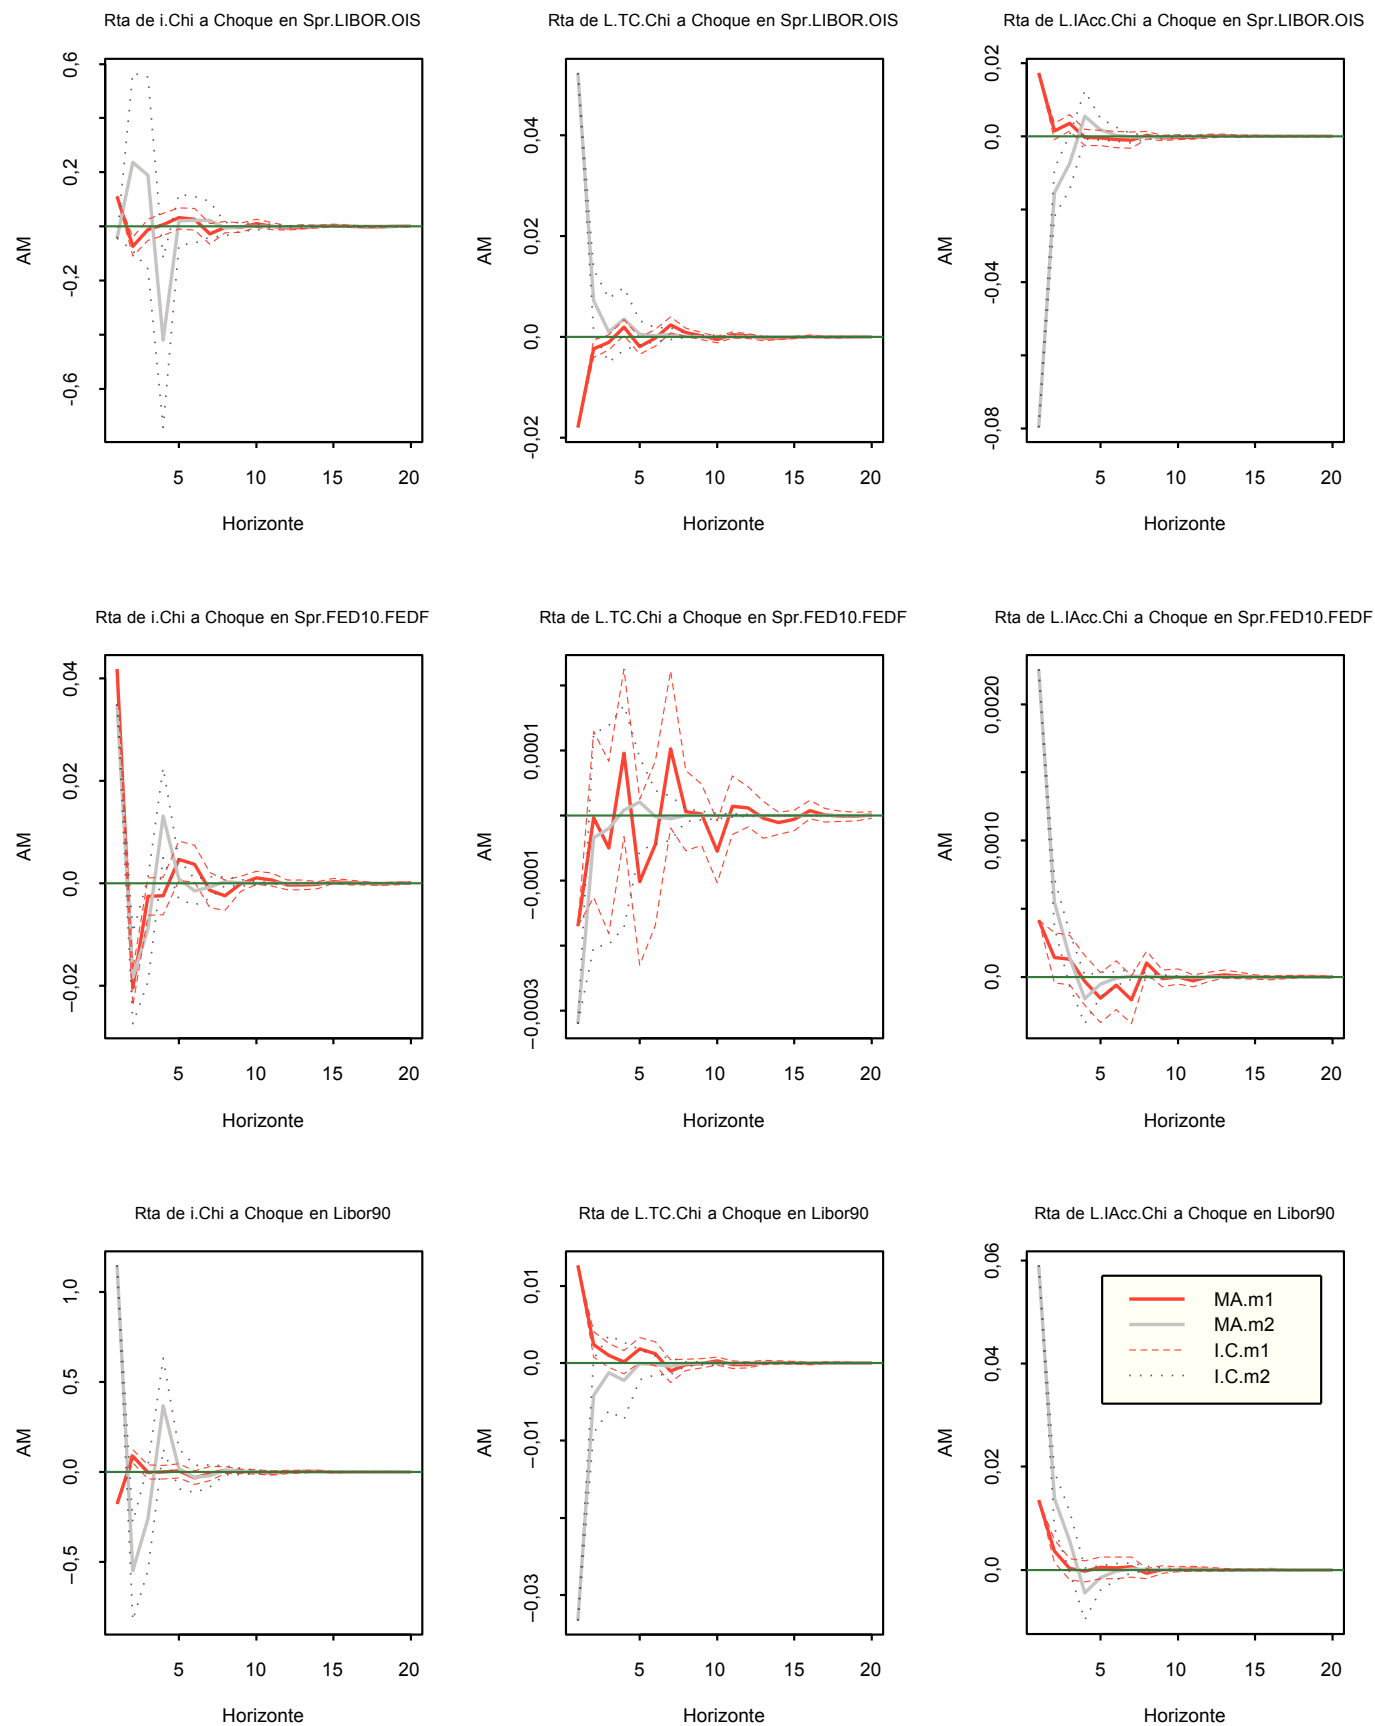 Rta de i.Chi a Choque en Spr.LIBOR.OIS
AM
0,6
0,2
-0,2
-0,6
5 10 15 20
Horizonte
Rta de L.TC.Chi a Choque en Spr.LIBOR.OIS
AM
0,04
0,02
0,0
-0,02
5 10 15 20
Horizonte
Rta de L.IAcc.Chi a Choque en Spr.LIBOR.OIS
AM
0,02
0,0
-0,04
-0,08
5 10 15 20
Horizonte
Rta de i.Chi a Choque en Spr.FED10.FEDF
AM
0,04
0,02
0,0
-0,02
5 10 15 20
Horizonte
Rta de L.TC.Chi a Choque en Spr.FED10.FEDF
AM
0,0001
-0,0001
-0,0003
5 10 15 20
Horizonte
Rta de L.IAcc.Chi a Choque en Spr.FED10.FEDF
AM
0,0020
0,0010
0,0
5 10 15 20
Horizonte
Rta de i.Chi a Choque en Libor90
AM
1,0
0,5
0,0
-0,5
5 10 15 20
Horizonte
Rta de L.TC.Chi a Choque en Libor90
AM
0,01
0,0
-0,01
-0,03
5 10 15 20
Horizonte
Rta de L.IAcc.Chi a Choque en Libor90
AM
0,06
0,04
0,02
0,0
MA.m1
MA.m2
I.C.m1
I.C.m2
5 10 15 20
Horizonte